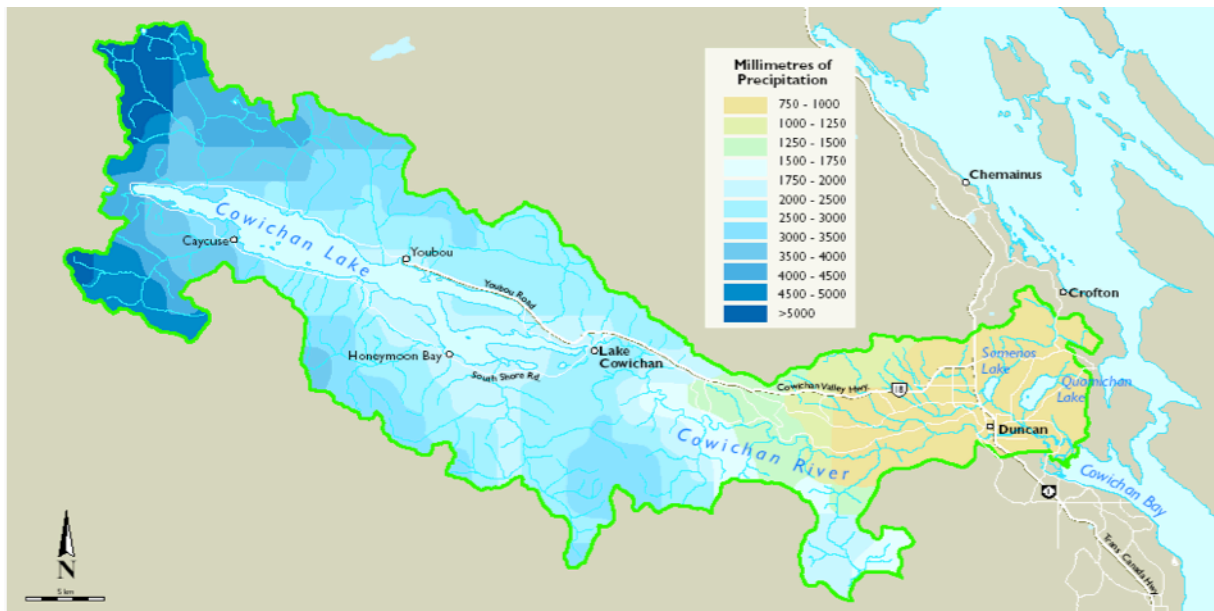 Millimetres of
Precipitation
750 - 1000
1000 - 1250
1250 - 1500
1500 - 1750
1750 - 2000
2000 - 2500
2500 - 3000
3000 - 3500
3500 - 4000
4000 - 4500
4500 - 5000
>5000
Chemainus
Cowichan Lake
Caycuse
Youbou
Youbou Road
Crofton
Honeymoon Bay
Lake
Cowichan
South Shore Rd.
Cowichan Valley Hwy.
18
Somenos
Lake
Quamichan
Lake
Duncan
Cowichan River
Cowichan Bay
1
Trans Canada Hwy
N
5 km